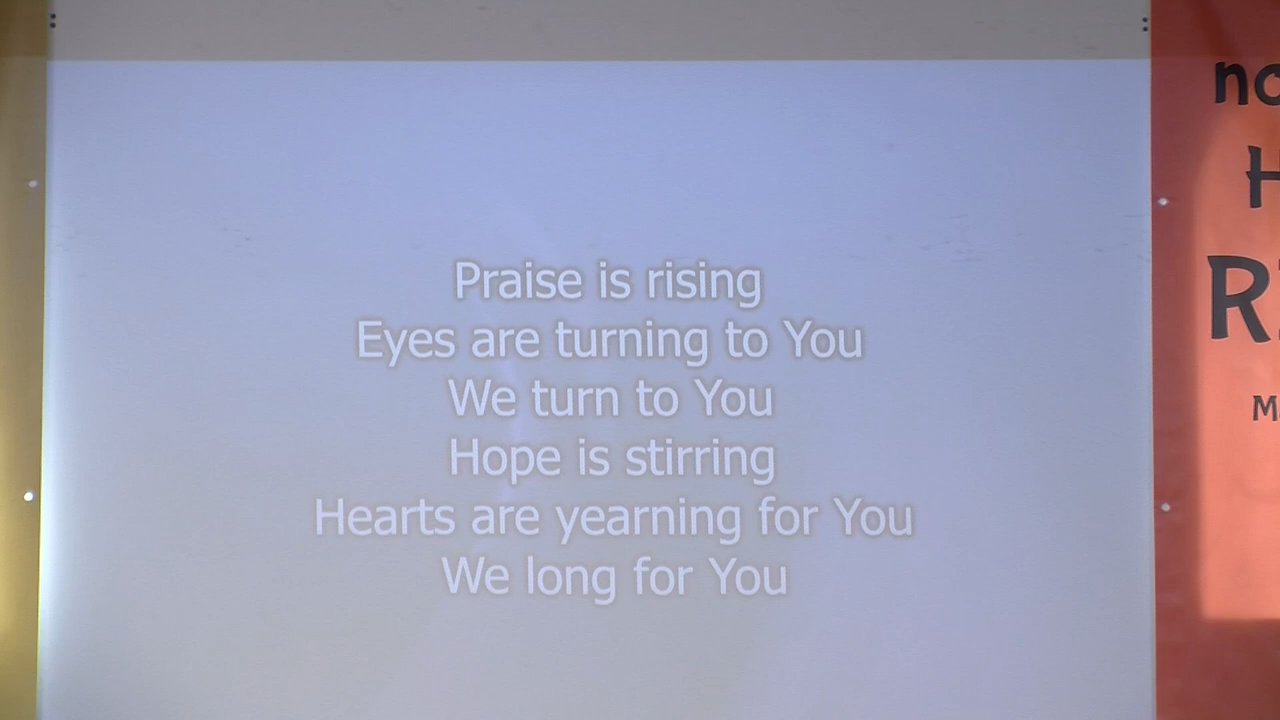 Praise is rising
Eyes are turning to You
We turn to You
Hope is stirring
Hearts are yearning for You
We long for You